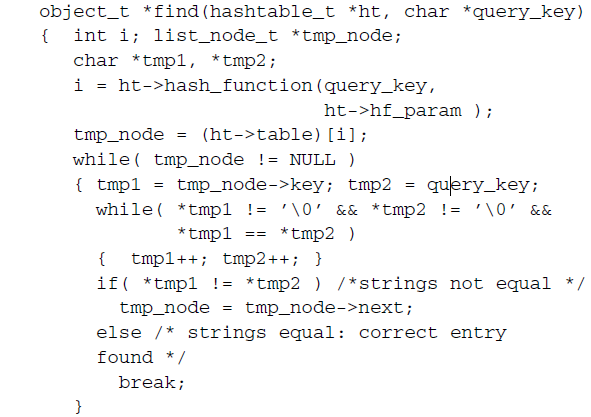 object_t *find(hashtable_t *ht, char *query_key)
{  int i; list_node_t *tmp_node;
   char *tmp1, *tmp2;
   i = ht->hash_function(query_key,
                         ht->hf_param );
   tmp_node = (ht->table)[i];
   while( tmp_node != NULL )
   { tmp1 = tmp_node->key; tmp2 = query_key;
     while( *tmp1 != ’\0’ && *tmp2 != ’\0’ &&
            *tmp1 == *tmp2 )
     {  tmp1++; tmp2++; }
     if( *tmp1 != *tmp2 ) /*strings not equal */
       tmp_node = tmp_node->next;
     else /* strings equal: correct entry
     found */
       break;
   }